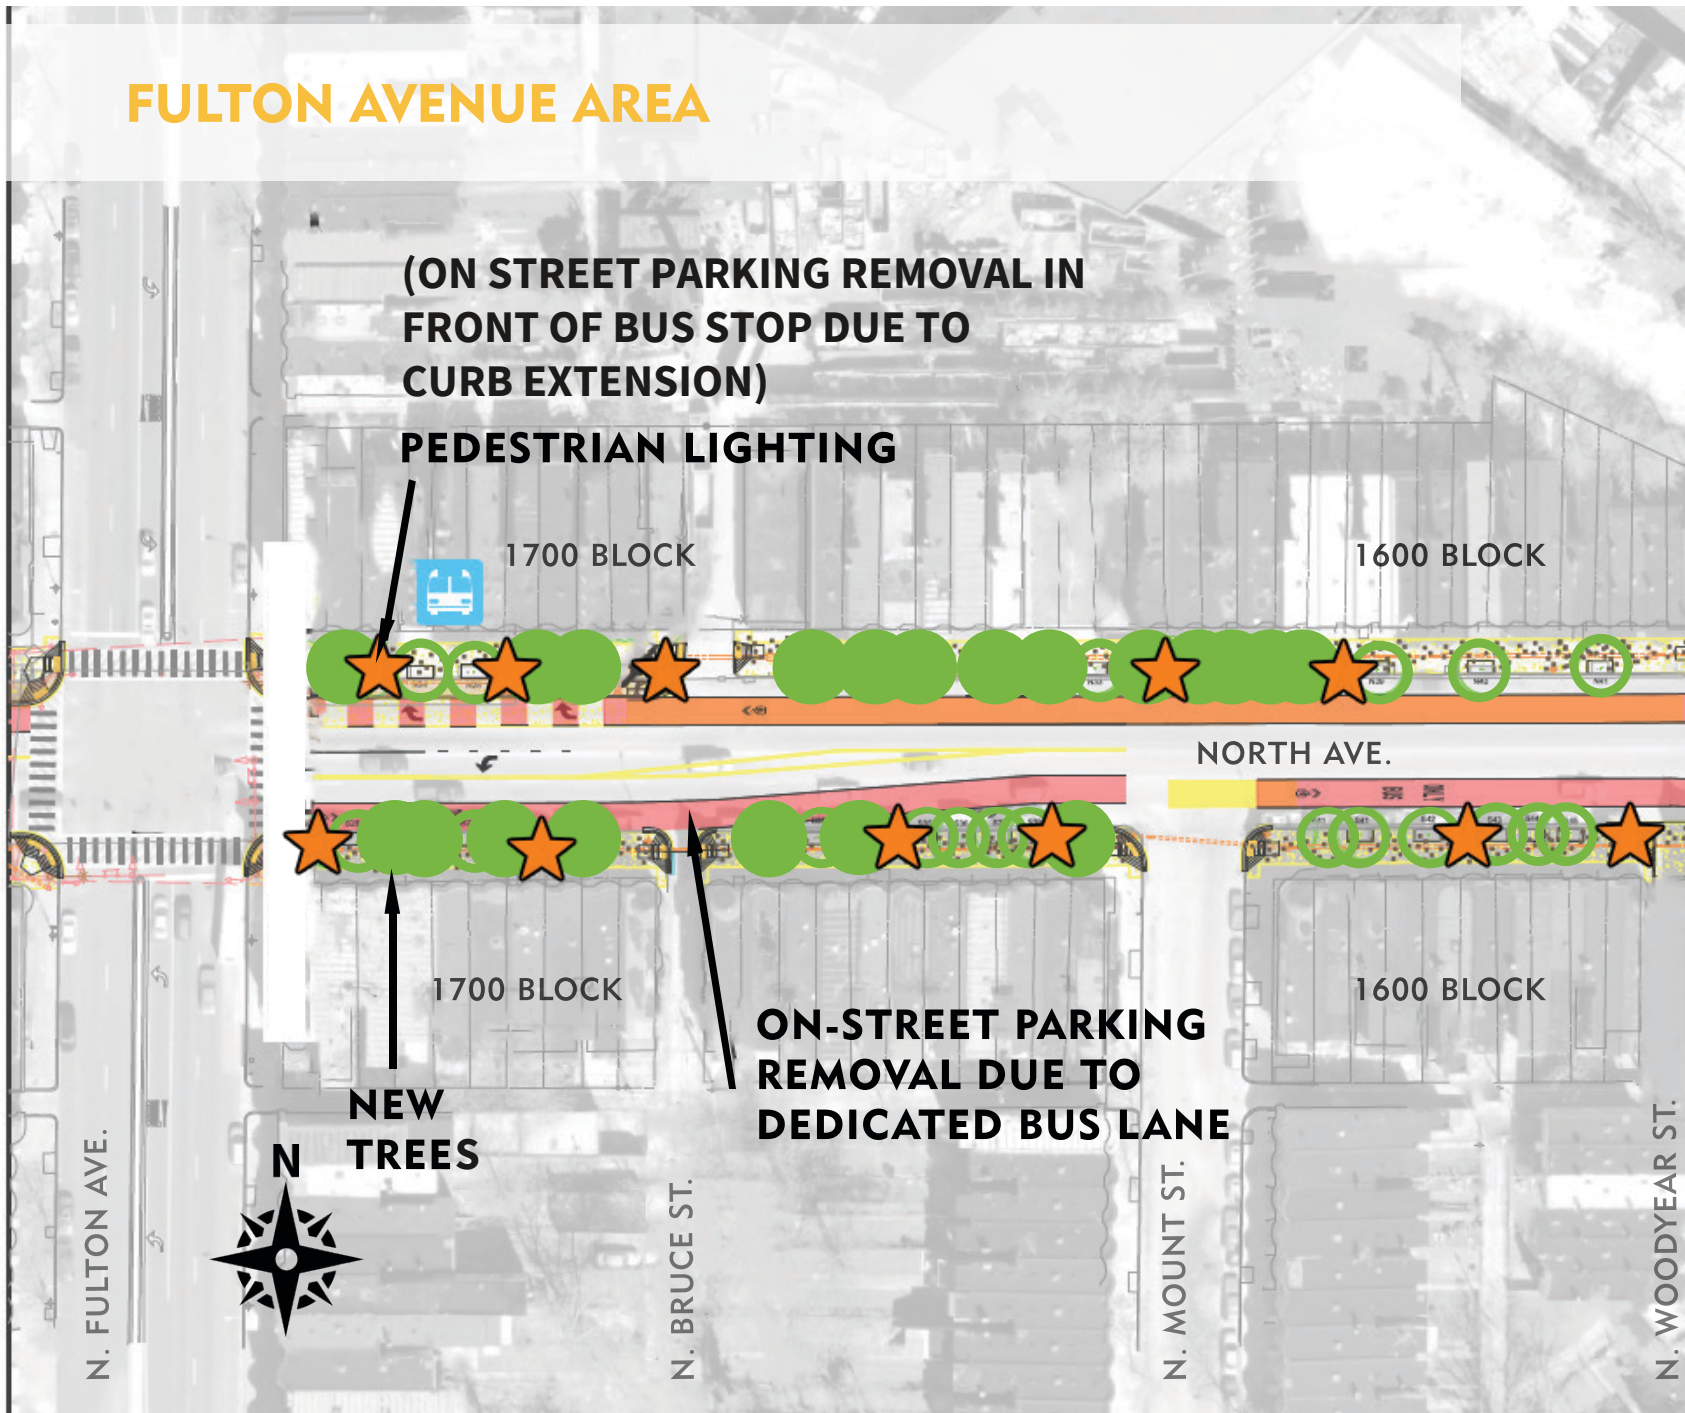 FULTON AVENUE AREA
(ON STREET PARKING REMOVAL IN
FRONT OF BUS STOP DUE TO
CURB EXTENSION)
PEDESTRIAN LIGHTING
1700 BLOCK
1600 BLOCK
NORTH AVE.
BUS
ONLY
1700 BLOCK
1600 BLOCK
ON-STREET PARKING
REMOVAL DUE TO
DEDICATED BUS LANE
NEW
TREES
N
N. FULTON AVE.
N. BRUCE ST.
N. MOUNT ST.
N. WOODYEAR ST.